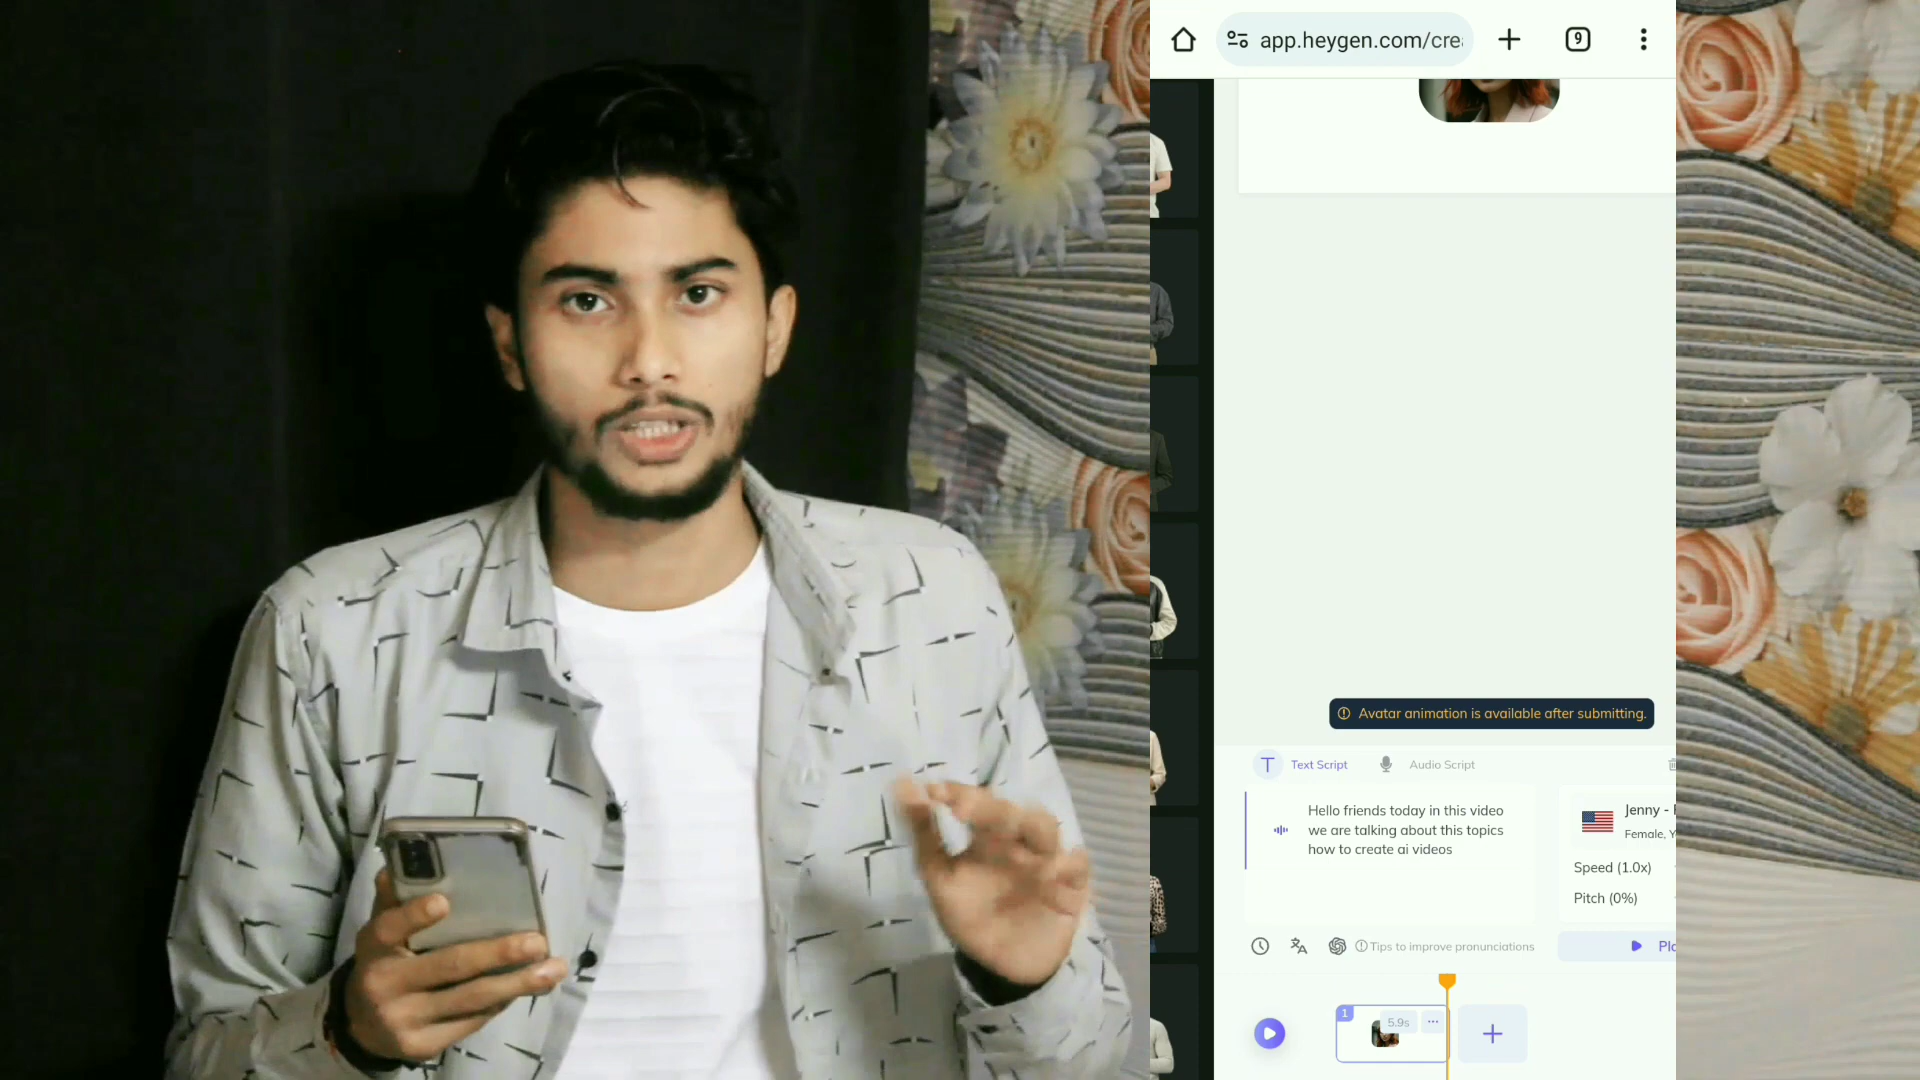 app.heygen.com/cre
9
Avatar animation is available after submitting.
Text Script
Audio Script
Hello friends today in this video
we are talking about this topics
how to create ai videos
Jenny -
Female, Y
Speed (1.0x)
Pitch (0%)
Tips to improve pronunciations
1
5.9s